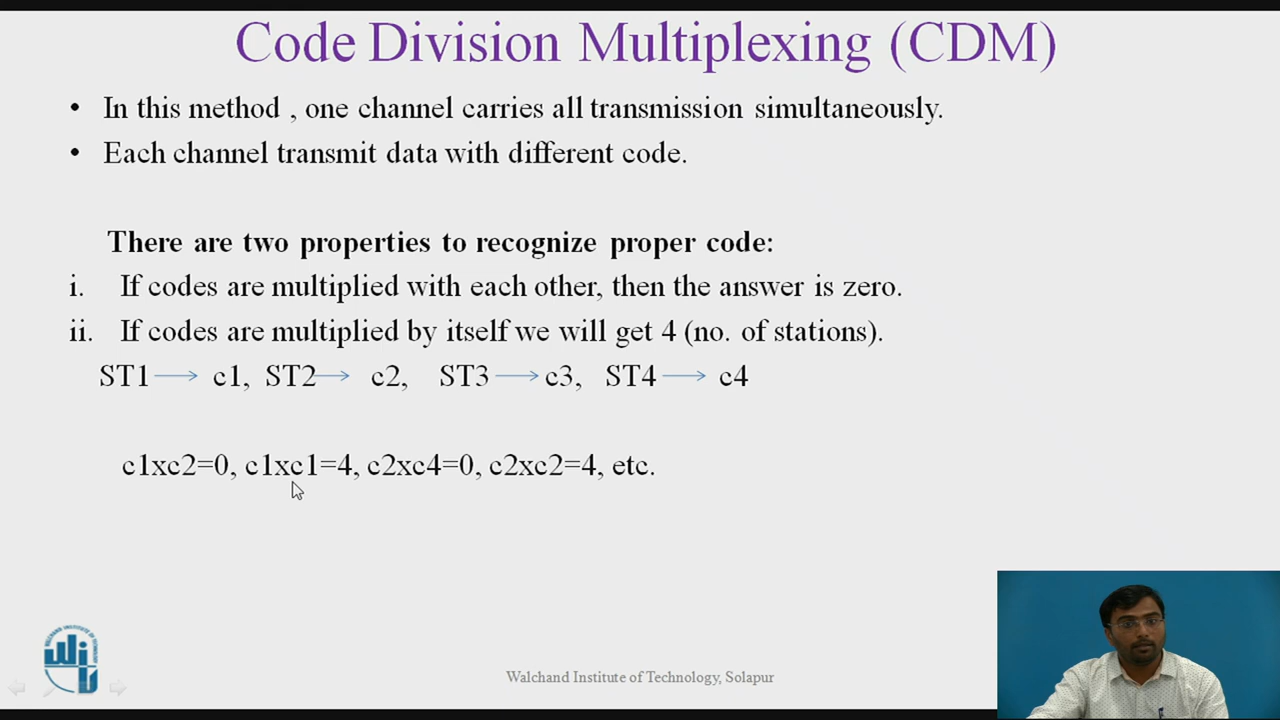 Code Division Multiplexing (CDM)
• In this method , one channel carries all transmission simultaneously.
• Each channel transmit data with different code.
There are two properties to recognize proper code:
i. If codes are multiplied with each other, then the answer is zero.
ii. If codes are multiplied by itself we will get 4 (no. of stations).
ST1 → c1, ST2 → c2, ST3 → c3, ST4 → c4
c1xc2=0, c1xc1=4, c2xc4=0, c2xc2=4, etc.
Walchand Institute of Technology, Solapur